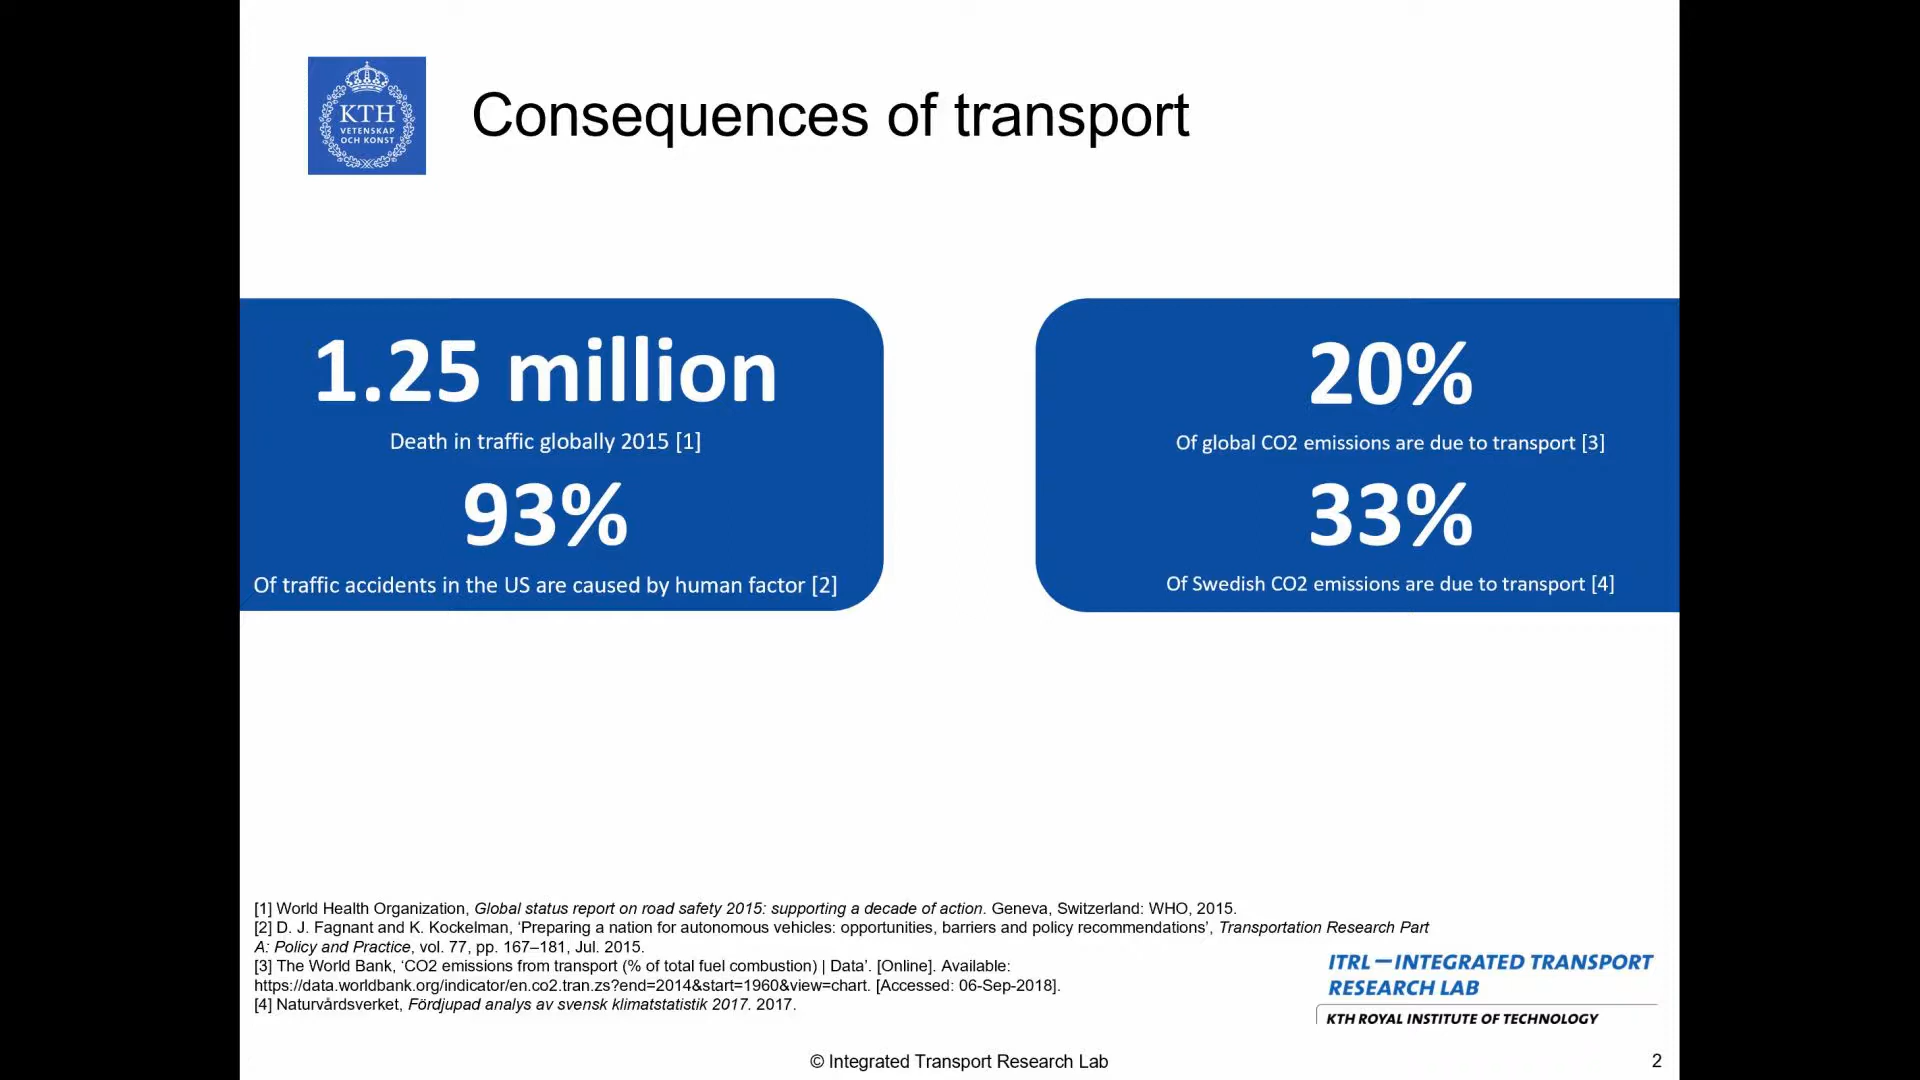 KTH
VETENSKAP
OCH KONST
Consequences of transport
1.25 million
Death in traffic globally 2015 [1]
93%
Of traffic accidents in the US are caused by human factor [2]
20%
Of global CO2 emissions are due to transport [3]
33%
Of Swedish CO2 emissions are due to transport [4]
[1] World Health Organization, Global status report on road safety 2015: supporting a decade of action. Geneva, Switzerland: WHO, 2015.
[2] D. J. Fagnant and K. Kockelman, ‘Preparing a nation for autonomous vehicles: opportunities, barriers and policy recommendations’, Transportation Research Part
A: Policy and Practice, vol. 77, pp. 167–181, Jul. 2015.
[3] The World Bank, ‘CO2 emissions from transport (% of total fuel combustion) | Data’. [Online]. Available:
https://data.worldbank.org/indicator/en.co2.tran.zs?end=2014&start=1960&view=chart. [Accessed: 06-Sep-2018].
[4] Naturvårdsverket, Fördjupad analys av svensk klimatstatistik 2017. 2017.
ITRL — INTEGRATED TRANSPORT
RESEARCH LAB
KTH ROYAL INSTITUTE OF TECHNOLOGY
© Integrated Transport Research Lab
2